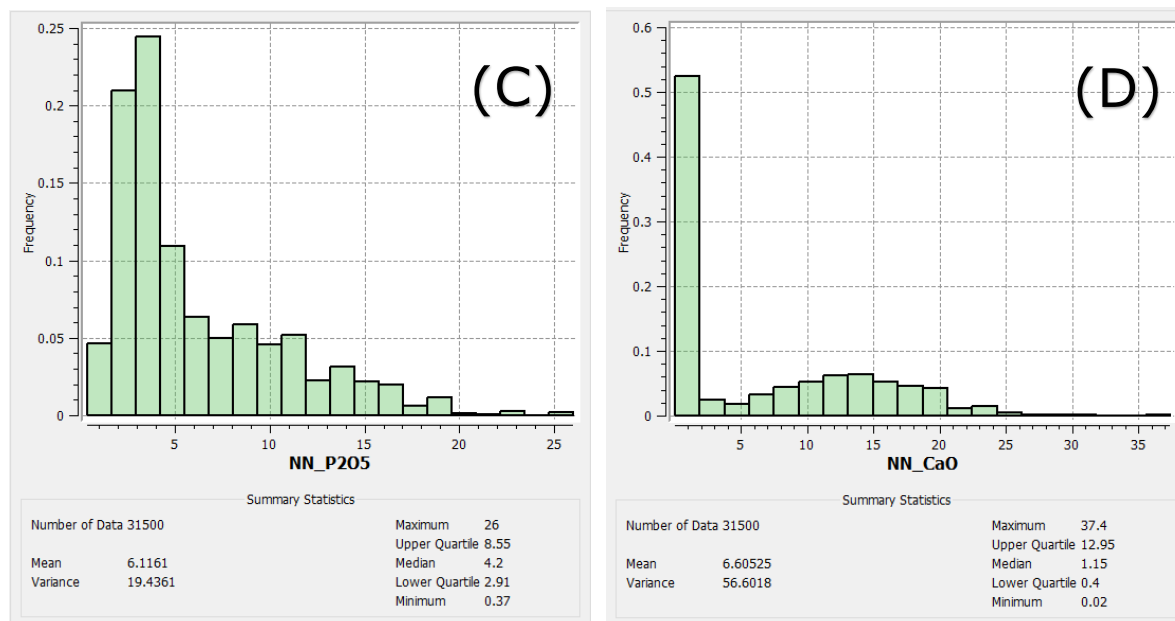 (C)
0.25
0.2
0.15
0.1
0.05
0
Frequency
5
10
15
20
25
NN_P2O5
Summary Statistics
Number of Data 31500
Mean 6.1161
Variance 19.4361
Maximum 26
Upper Quartile 8.55
Median 4.2
Lower Quartile 2.91
Minimum 0.37
(D)
0.6
0.5
0.4
0.3
0.2
0.1
0
Frequency
5
10
15
20
25
30
35
NN_CaO
Summary Statistics
Number of Data 31500
Mean 6.60525
Variance 56.6018
Maximum 37.4
Upper Quartile 12.95
Median 1.15
Lower Quartile 0.4
Minimum 0.02